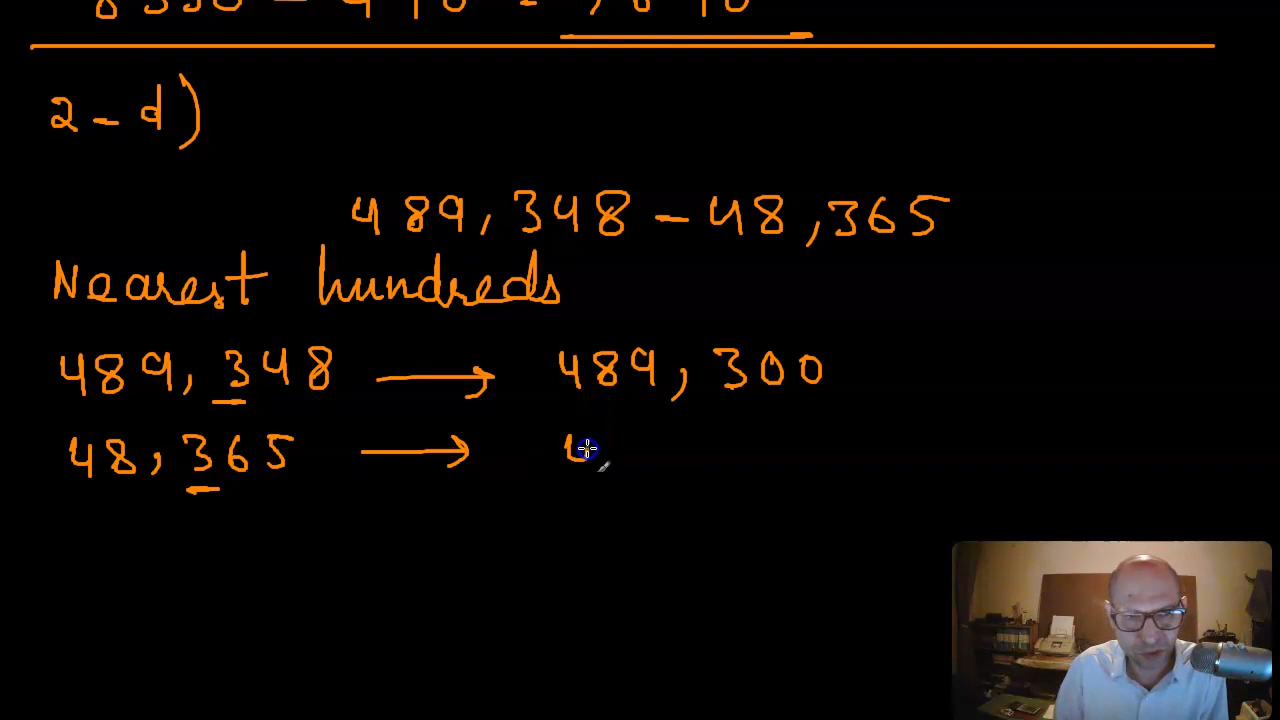 2 - d)
489,348 - 48,365
Nearest hundreds
489,348 → 489,300
48,365 →